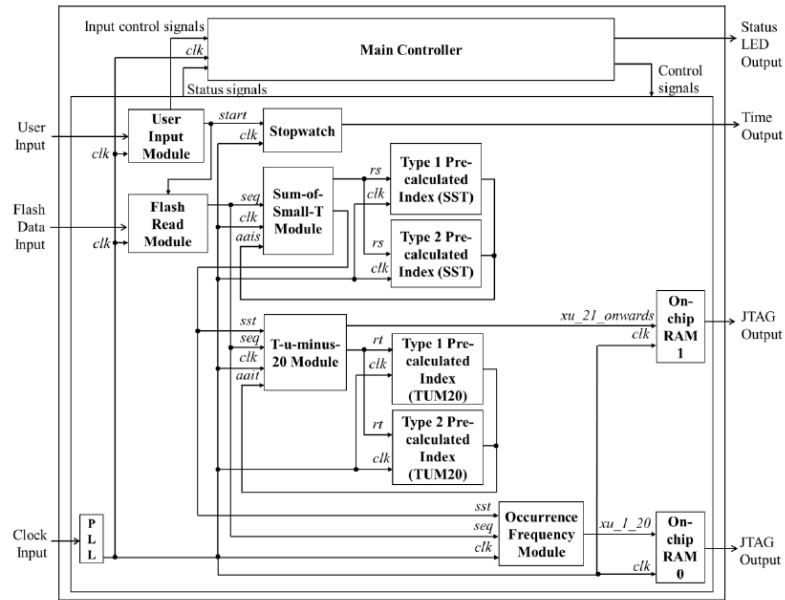 Input control signals
clk
Main Controller
Status
LED
Output
Status signals
Control
signals
User
Input
clk
User
Input
Module
start
clk
Stopwatch
Time
Output
Flash
Data
Input
clk
Flash
Read
Module
seq
clk
aais
Sum-of-
Small-T
Module
rs
clk
Type 1 Pre-
calculated
Index (SST)
rs
clk
Type 2 Pre-
calculated
Index (SST)
sst
seq
clk
aait
T-u-minus-
20 Module
rt
clk
Type 1 Pre-
calculated
Index
(TUM20)
rt
clk
Type 2 Pre-
calculated
Index
(TUM20)
xu_21_onwards
clk
On-
chip
RAM
1
JTAG
Output
Clock
Input
P
L
L
sst
seq
clk
Occurrence
Frequency
Module
xu_1_20
clk
On-
chip
RAM
0
JTAG
Output